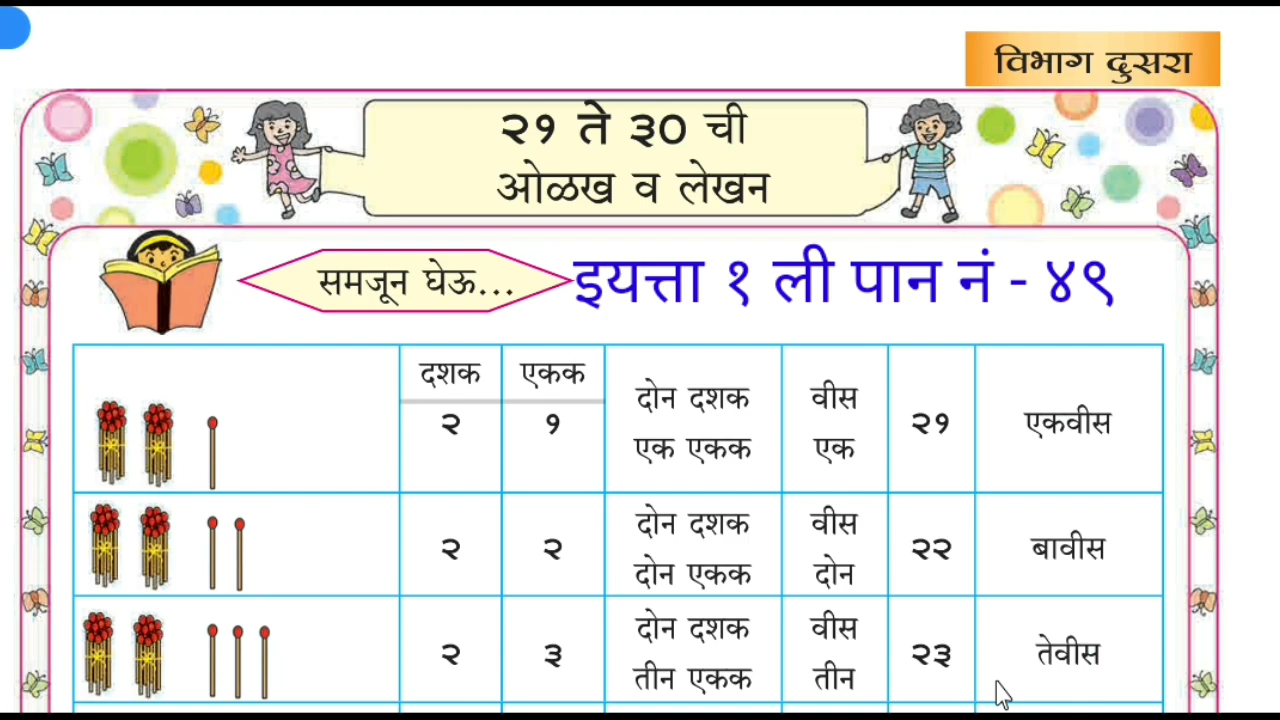 विभाग दुसरा
२१ ते ३० ची
ओळख व लेखन
समजून घेऊ...
इयत्ता १ ली पान नं - ४९
दशक एकक
२ १ दोन दशक एक एकक वीस एक २१ एकवीस
२ २ दोन दशक दोन एकक वीस दोन २२ बावीस
२ ३ दोन दशक तीन एकक वीस तीन २३ तेवीस